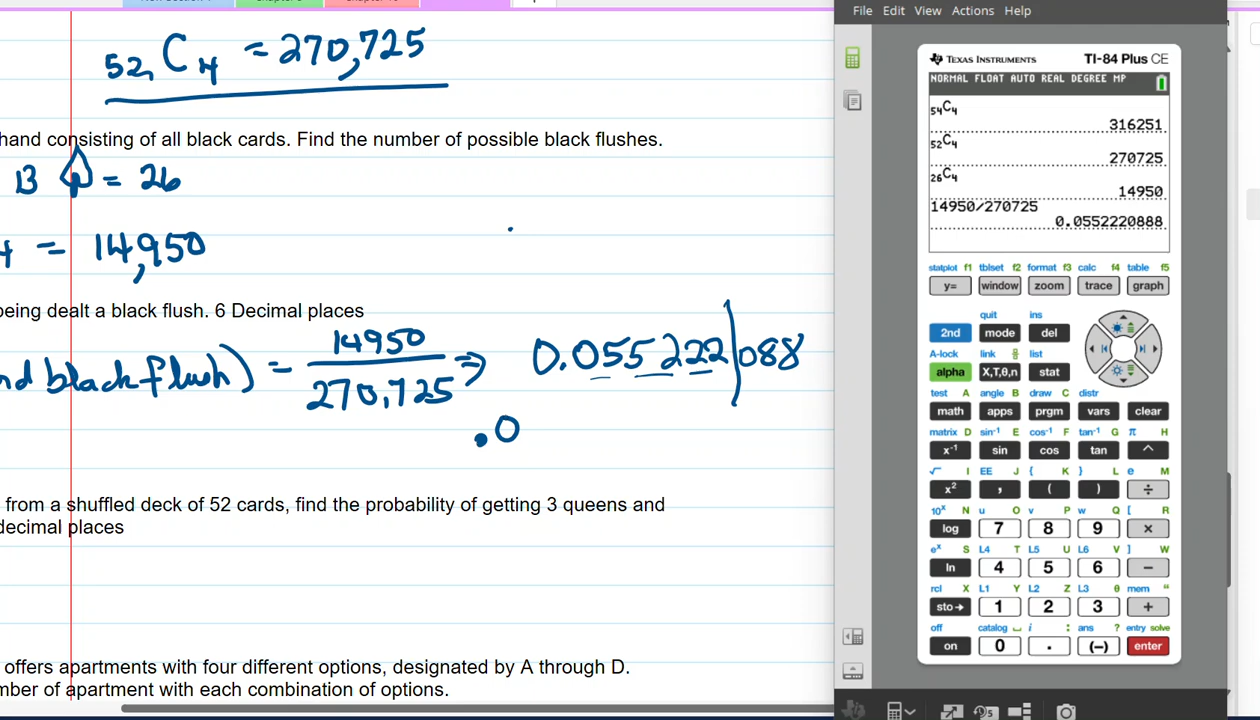 File Edit View Actions Help
52 C 4 = 270,725
hand consisting of all black cards. Find the number of possible black flushes.
13 = 26
4 = 14,950
being dealt a black flush. 6 Decimal places
nd black flush) = 14950 / 270,725 ⇒ 0.055222|088
.0
from a shuffled deck of 52 cards, find the probability of getting 3 queens and
decimal places
offers apartments with four different options, designated by A through D.
mber of apartment with each combination of options.
TEXAS INSTRUMENTS TI-84 Plus CE
NORMAL FLOAT AUTO REAL DEGREE MP
54C4
316251
52C4
270725
26C4
14950
14950/270725
0.0552220888
statplot f1 tblset f2 format f3 calc f4 table f5
y= window zoom trace graph
quit ins
2nd mode del
A-lock link list
alpha X,T,θ,n stat
test A angle B draw C distr
math apps prgm vars clear
matrix D sin⁻¹ E cos⁻¹ F tan⁻¹ G π H
x⁻¹ sin cos tan ^
√ I EE J { K } L e M
x² , ( ) ÷
10ˣ N u O v P w Q [ R
log 7 8 9 ×
eˣ S L4 T L5 U L6 V ] W
ln 4 5 6 −
rcl X L1 Y L2 Z L3 θ mem "
sto→ 1 2 3 +
off catalog i : ans ? entry solve
on 0 . (−) enter